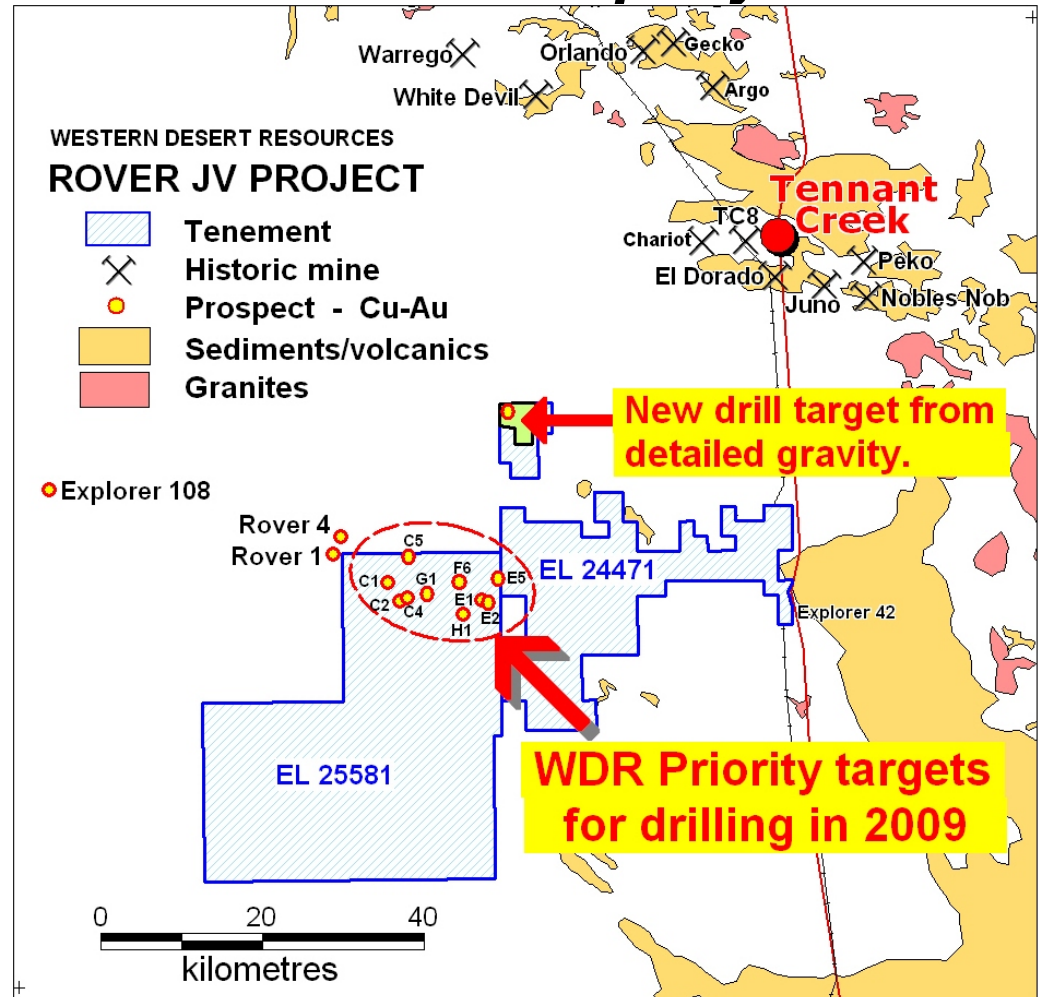 Warrego
Orlando
Gecko
White Devil
Argo
WESTERN DESERT RESOURCES
ROVER JV PROJECT
Tenement
Historic mine
Prospect - Cu-Au
Sediments/volcanics
Granites
Tennant
Creek
TC8
Chariot
El Dorado
Peko
Juno
Nobles Nob
New drill target from
detailed gravity.
Explorer 108
Rover 4
Rover 1
C5
C1
G1
F6
E5
C2
C4
E1
E2
H1
EL 24471
Explorer 42
EL 25581
WDR Priority targets
for drilling in 2009
0 20 40
kilometres